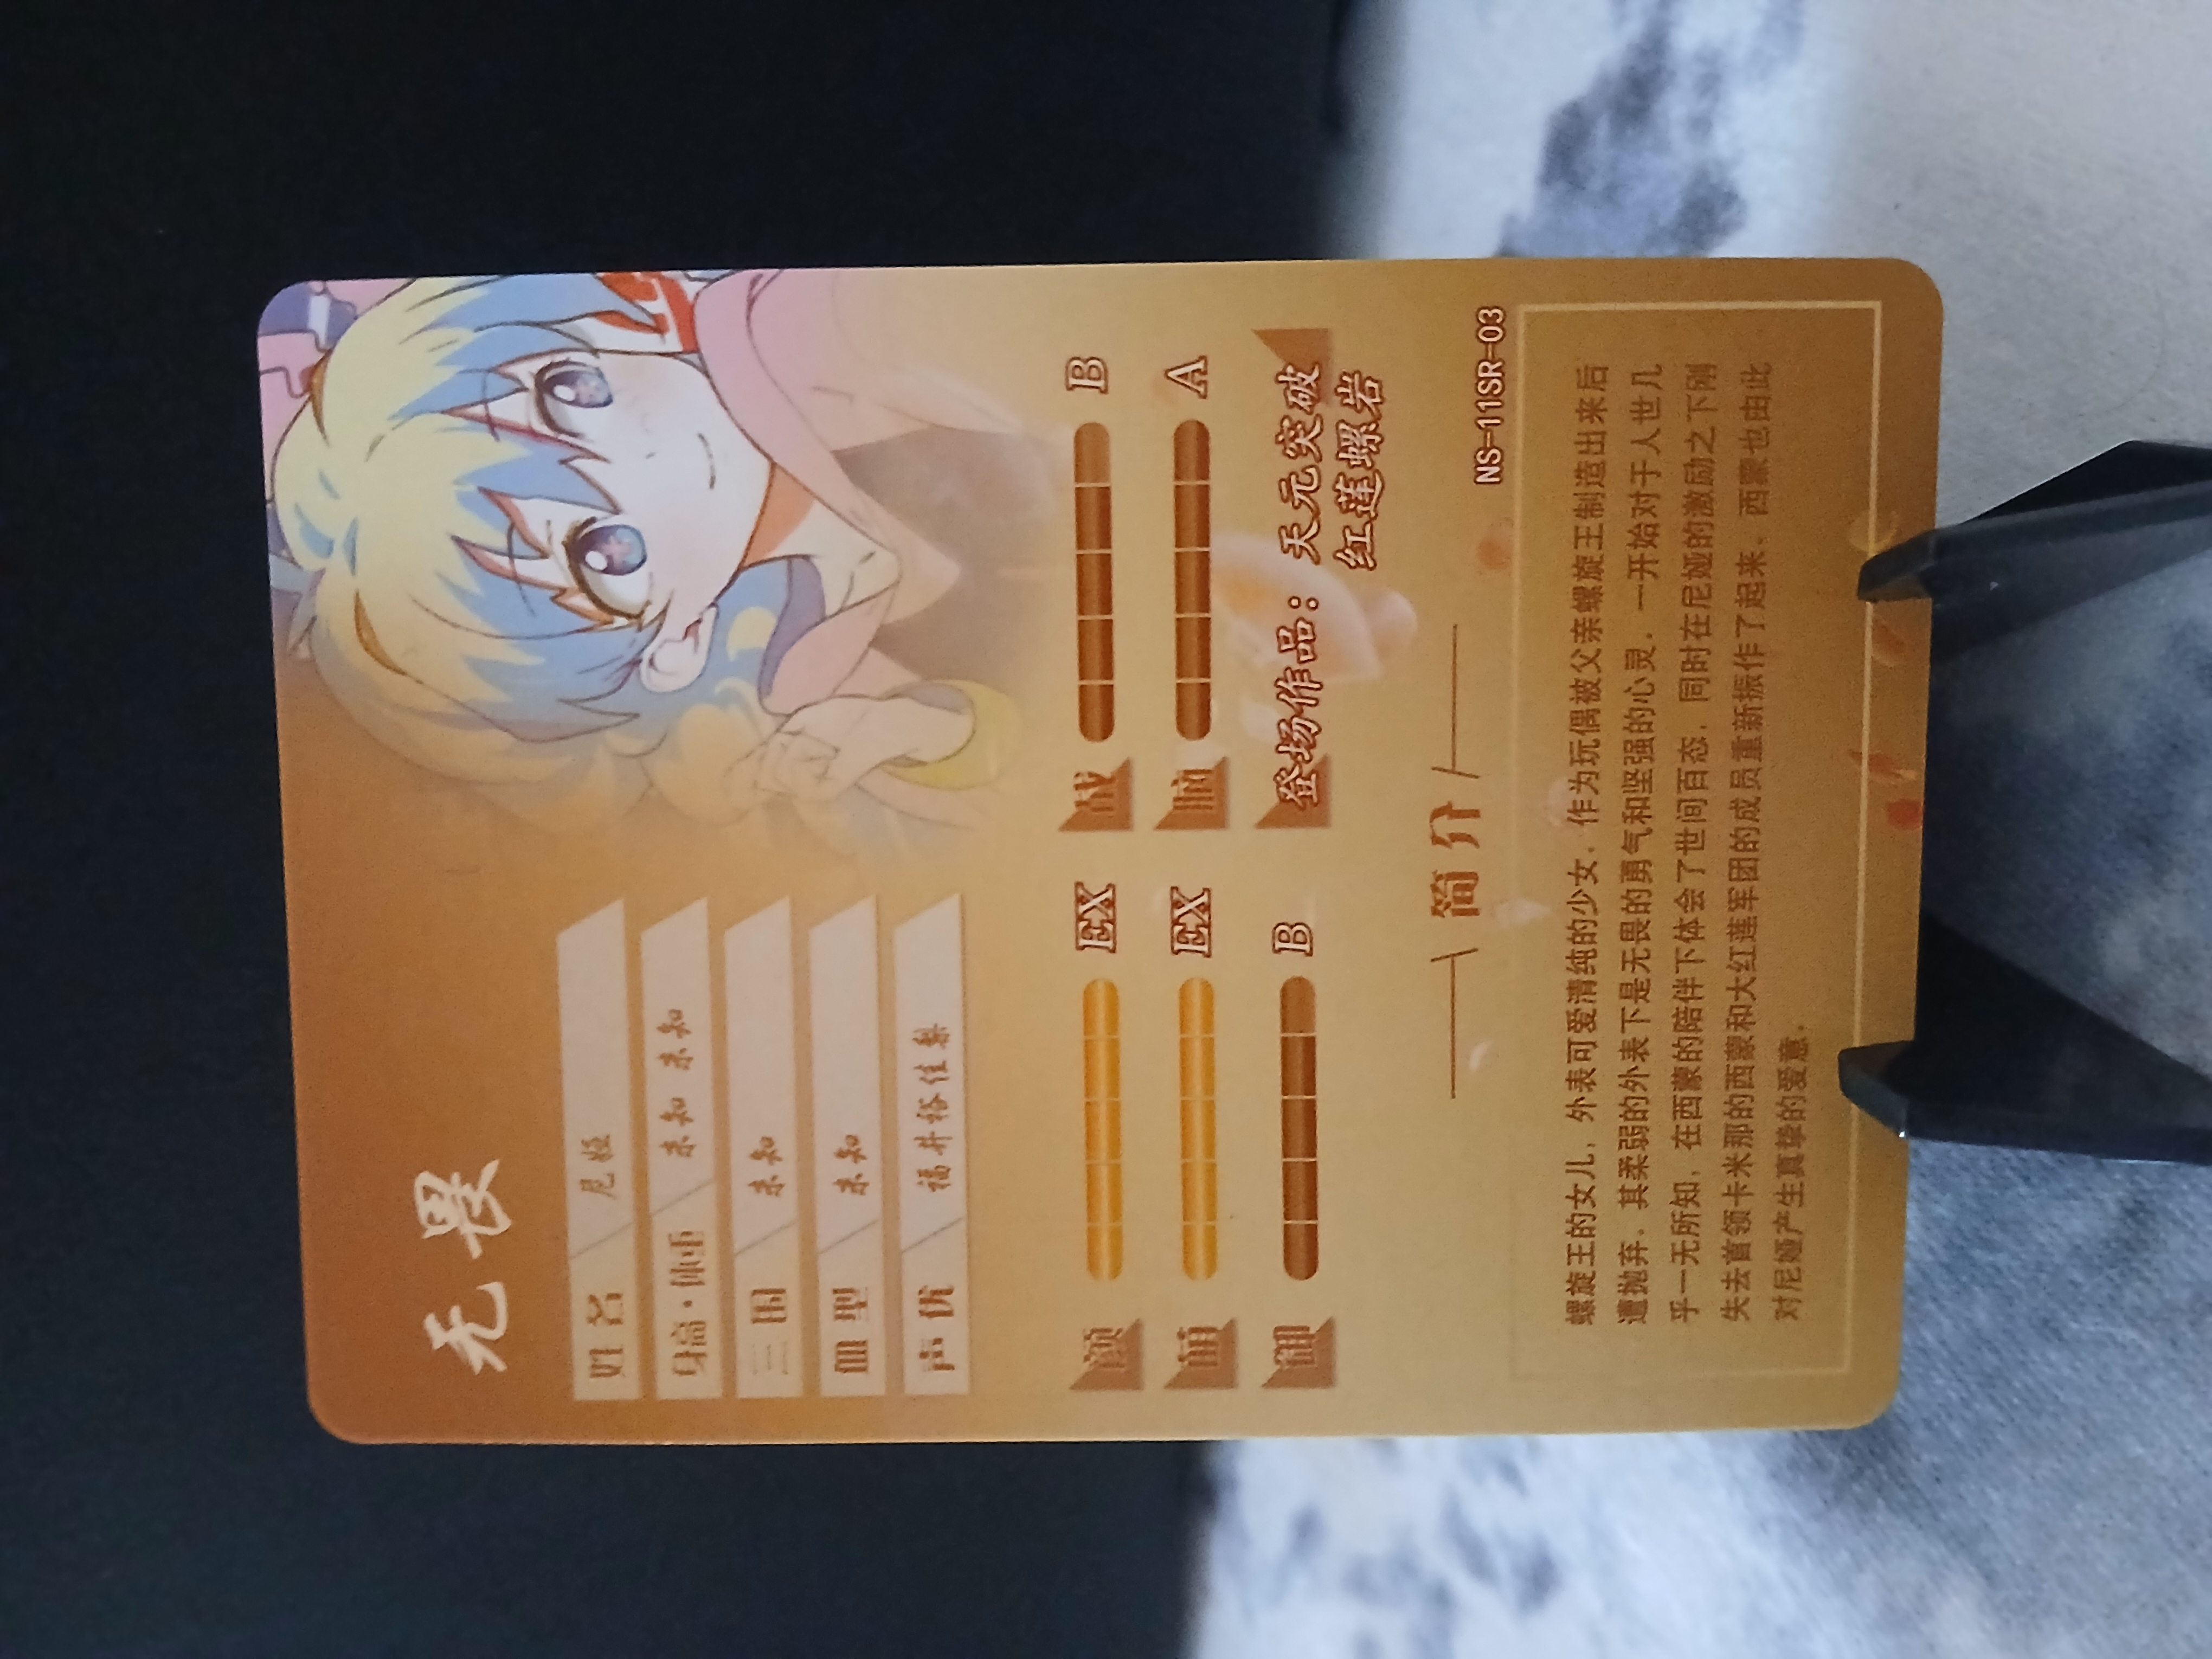 无畏
姓名 尼娅
身高·体重 未知 未知
三围 未知
血型 未知
声优 福井裕佳梨
颜 EX 战 B
萌 EX 脑 A
御 B 登场作品：天元突破
红莲螺岩
简介
NS-11SR-03
螺旋王的女儿，外表可爱清纯的少女，作为玩偶被父亲螺旋王制造出来后
遭抛弃，其柔弱的外表下是无畏的勇气和坚强的心灵，一开始对于人世几
乎一无所知，在西蒙的陪伴下体会了世间百态，同时在尼娅的激励之下刚
失去首领卡米那的西蒙和大红莲军团的成员重新振作了起来，西蒙也由此
对尼娅产生真挚的爱意。